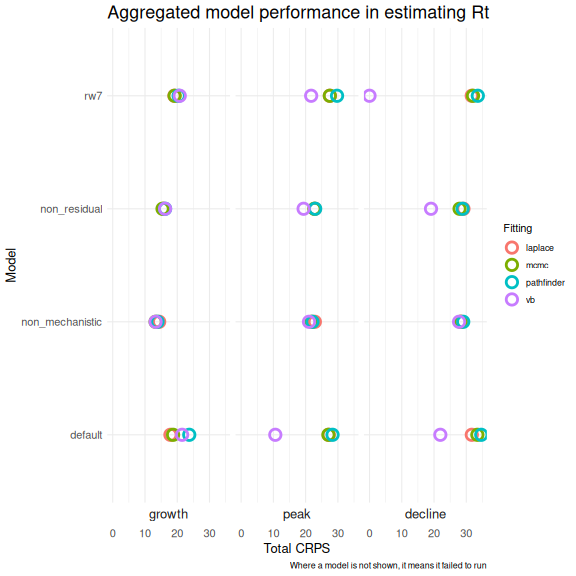 Aggregated model performance in estimating Rt
Model
rw7
non_residual
non_mechanistic
default
growth peak decline
0 10 20 30 0 10 20 30 0 10 20 30
Total CRPS
Fitting
laplace
mcmc
pathfinder
vb
Where a model is not shown, it means it failed to run